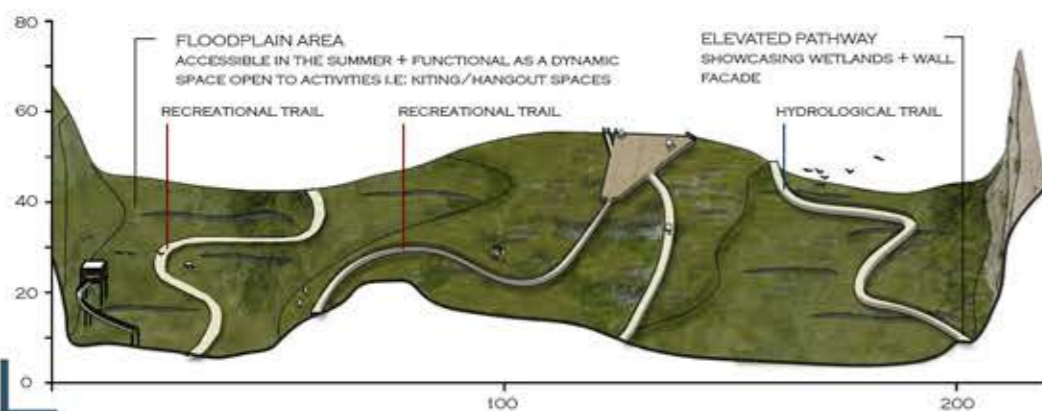 80
60
40
20
0
100
200
FLOODPLAIN AREA
ACCESSIBLE IN THE SUMMER + FUNCTIONAL AS A DYNAMIC
SPACE OPEN TO ACTIVITIES I.E: KITING/HANGOUT SPACES
RECREATIONAL TRAIL
RECREATIONAL TRAIL
ELEVATED PATHWAY
SHOWCASING WETLANDS + WALL
FACADE
HYDROLOGICAL TRAIL